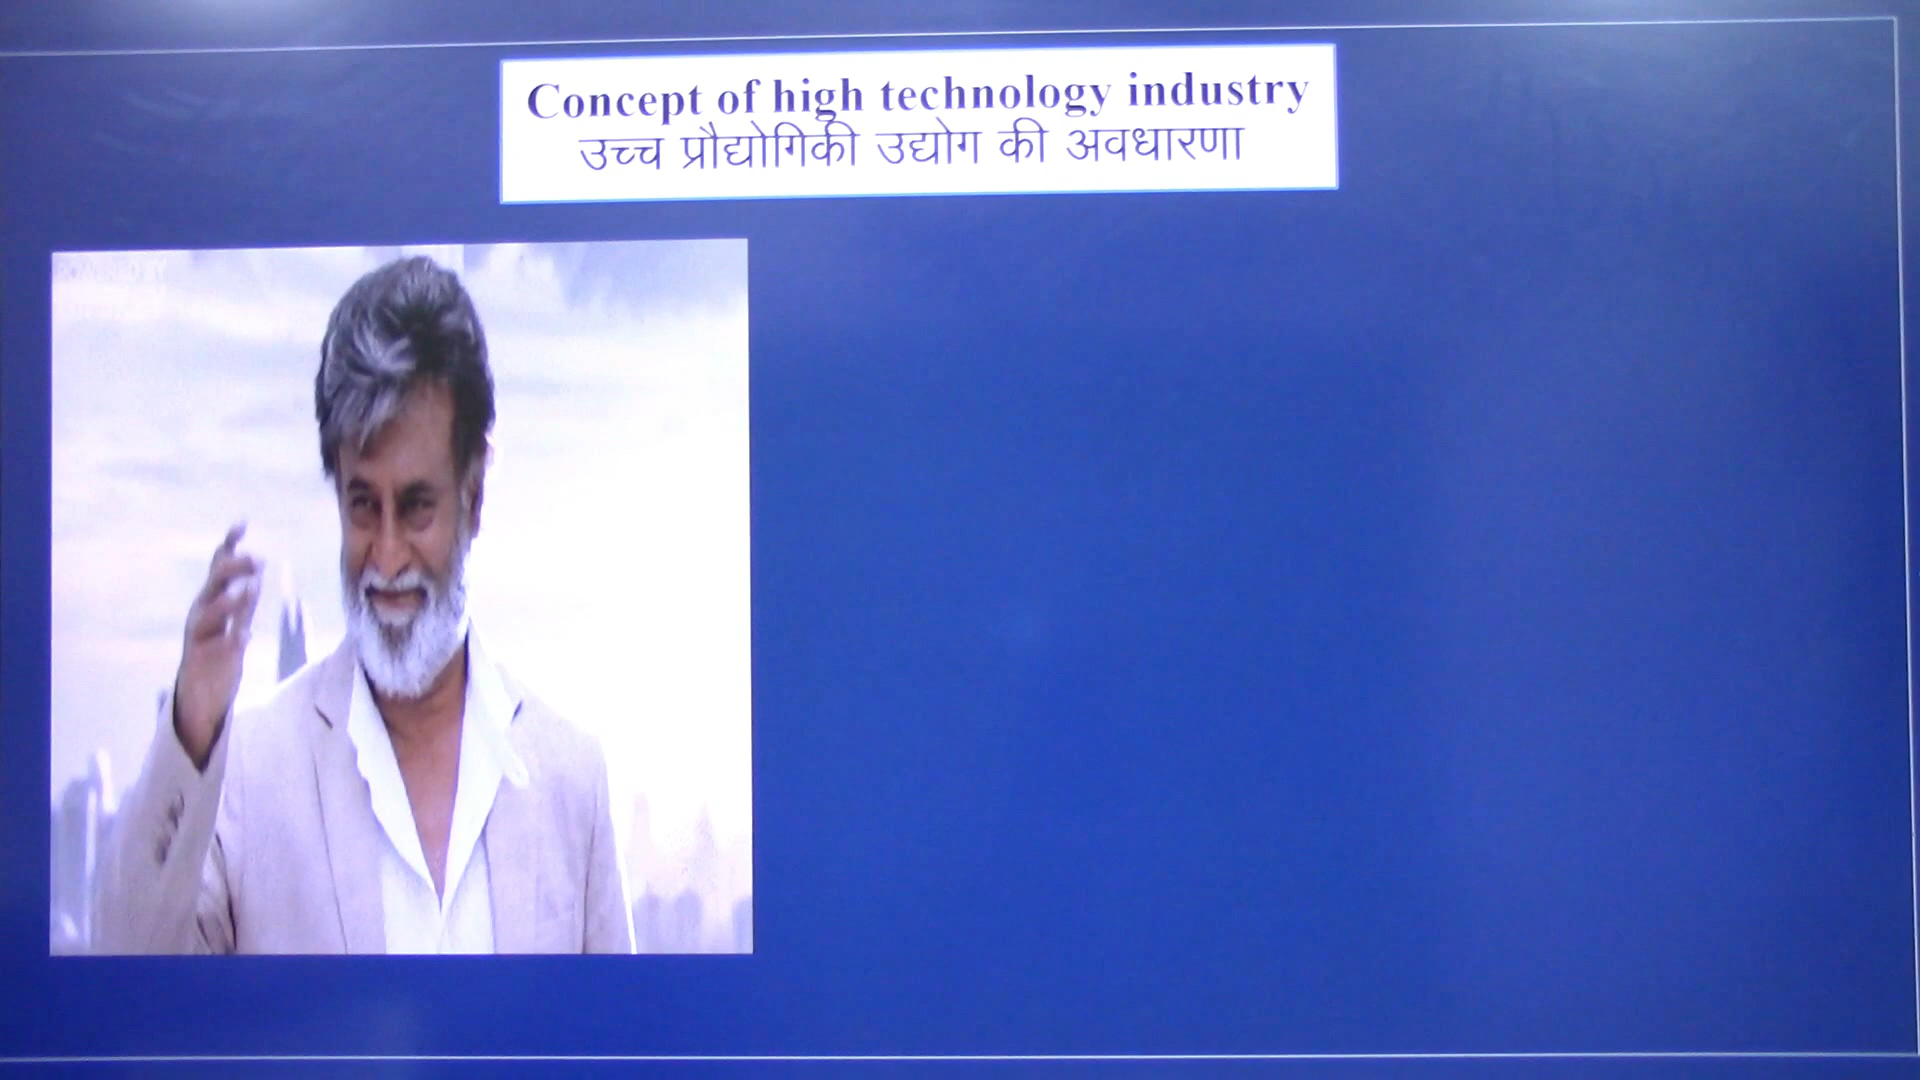 Concept of high technology industry
उच्च प्रौद्योगिकी उद्योग की अवधारणा